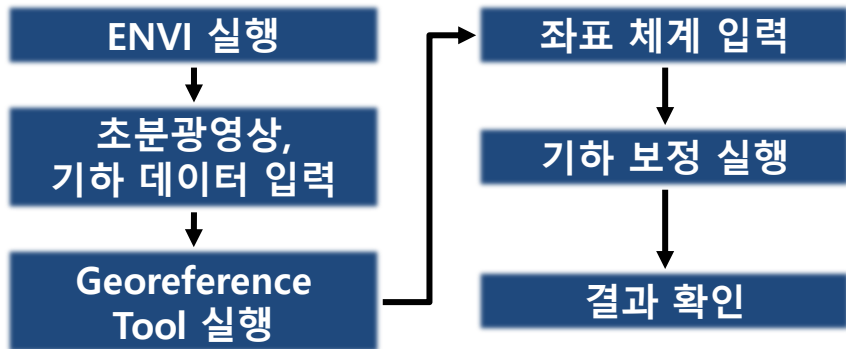 ENVI 실행
초분광영상,
기하 데이터 입력
Georeference
Tool 실행
좌표 체계 입력
기하 보정 실행
결과 확인